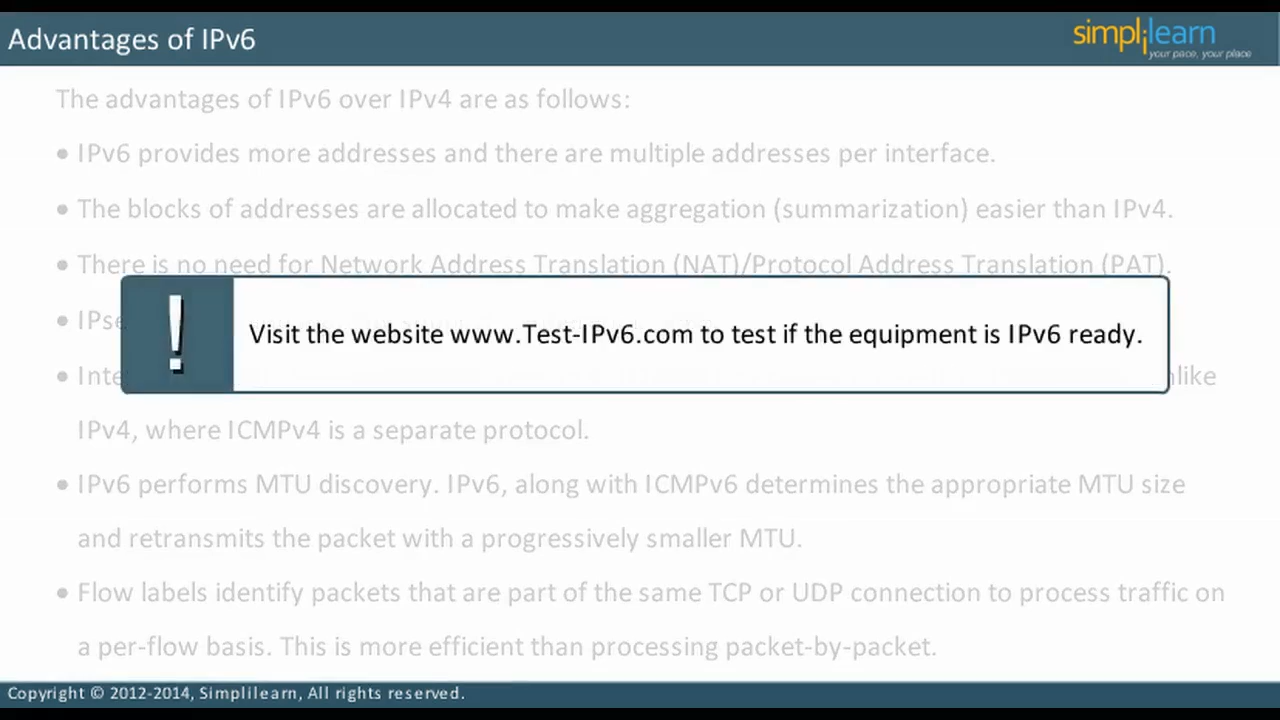 Advantages of IPv6
simplilearn
your pace, your place
The advantages of IPv6 over IPv4 are as follows:
• IPv6 provides more addresses and there are multiple addresses per interface.
• The blocks of addresses are allocated to make aggregation (summarization) easier than IPv4.
• There is no need for Network Address Translation (NAT)/Protocol Address Translation (PAT).
!
Visit the website www.Test-IPv6.com to test if the equipment is IPv6 ready.
IPv4, where ICMPv4 is a separate protocol.
• IPv6 performs MTU discovery. IPv6, along with ICMPv6 determines the appropriate MTU size
and retransmits the packet with a progressively smaller MTU.
• Flow labels identify packets that are part of the same TCP or UDP connection to process traffic on
a per-flow basis. This is more efficient than processing packet-by-packet.
Copyright © 2012-2014, Simplilearn, All rights reserved.